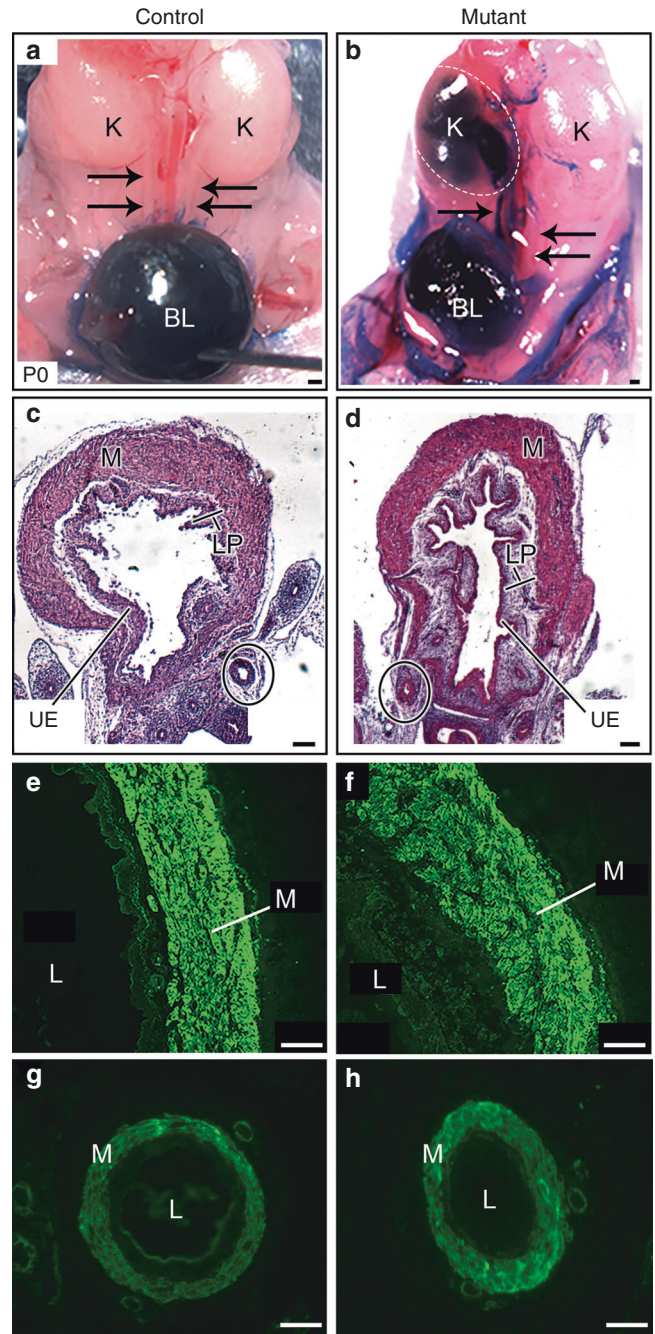 Control Mutant
a b
K K K K
BL BL
P0
c d
M M
LP LP
UE UE
e f
M M
L L
g h
M M
L L